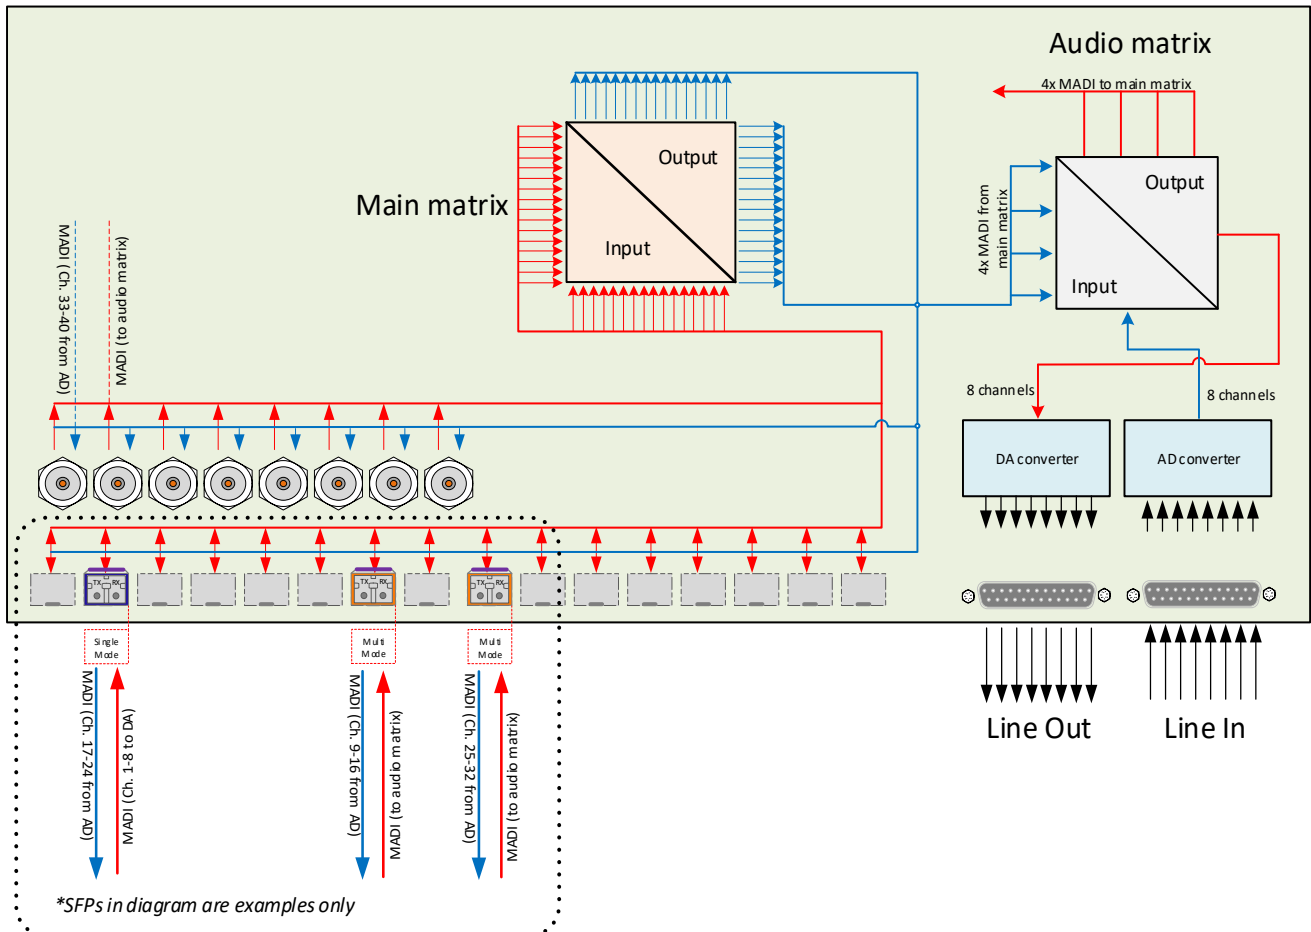 Audio matrix
4x MADI to main matrix
Output
Main matrix
Output
4x MADI from
main matrix
Input
Input
MADI (Ch. 33-40 from AD)
MADI (to audio matrix)
8 channels
8 channels
DA converter
AD converter
TX RX
TX RX
TX RX
Single
Mode
Multi
Mode
Multi
Mode
MADI (Ch. 17-24 from AD)
MADI (Ch. 1-8 to DA)
MADI (Ch. 9-16 from AD)
MADI (to audio matrix)
MADI (Ch. 25-32 from AD)
MADI (to audio matrix)
Line Out
Line In
*SFPs in diagram are examples only